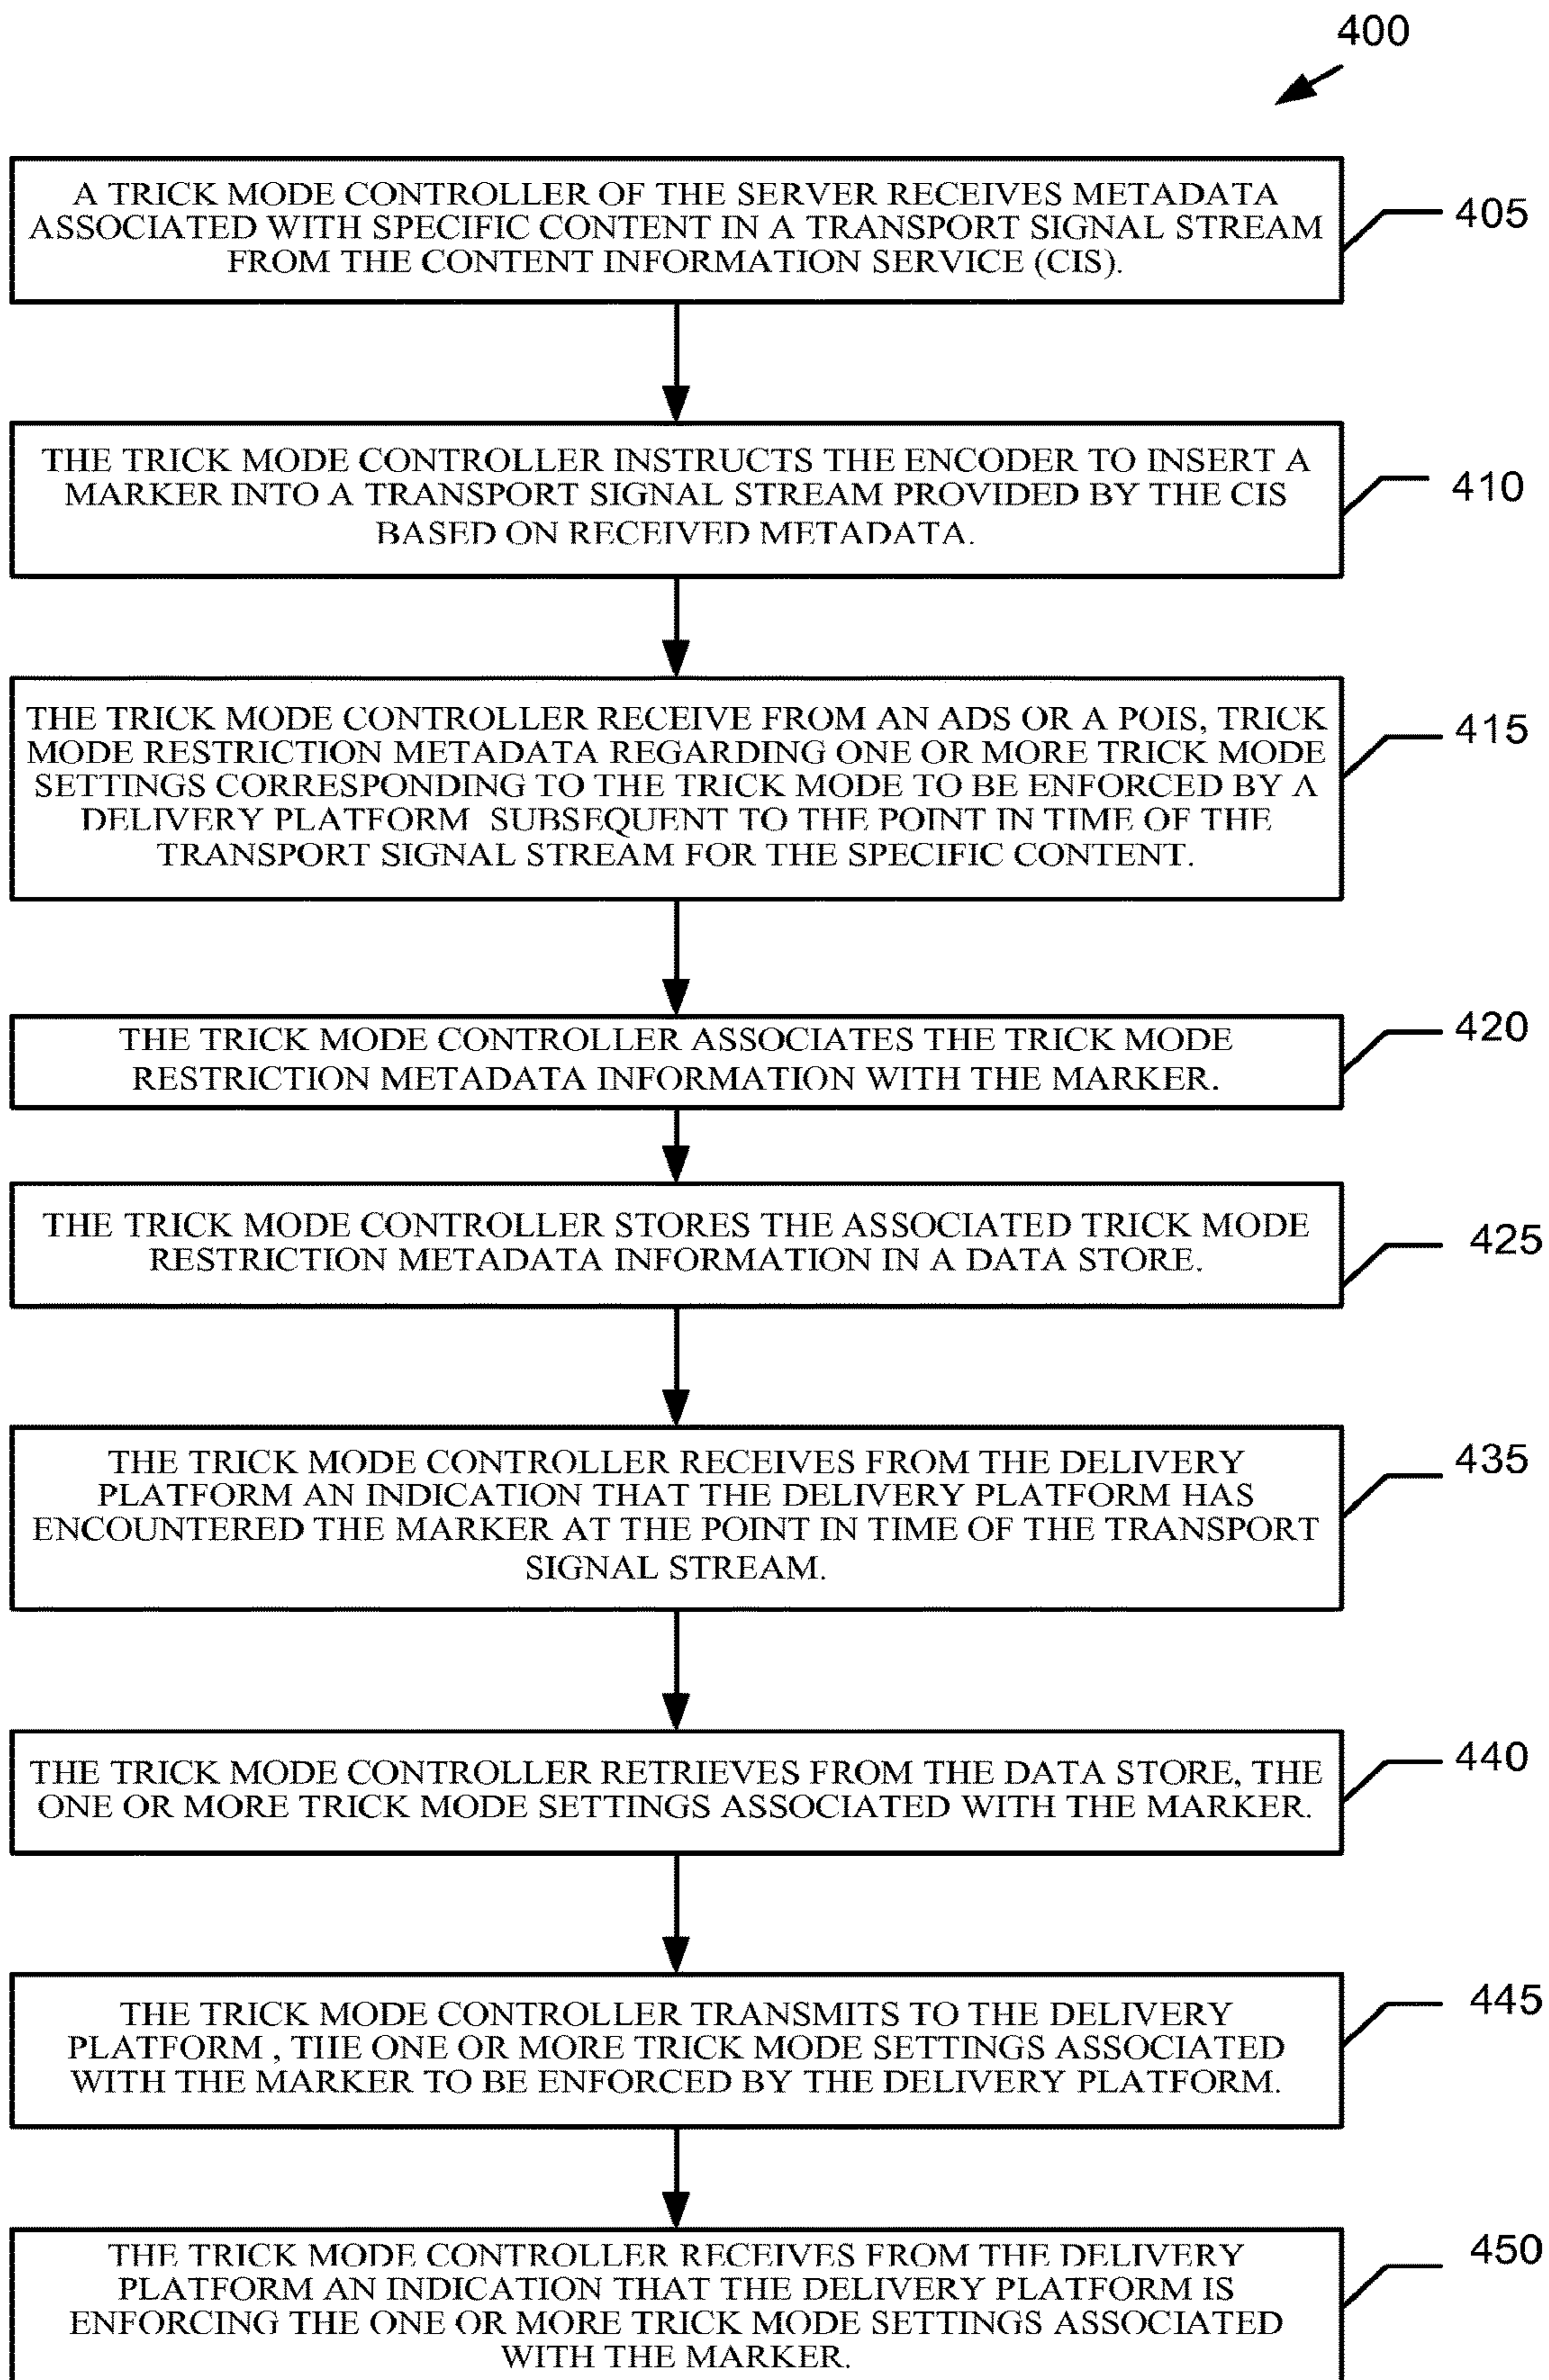 400
A TRICK MODE CONTROLLER OF THE SERVER RECEIVES METADATA
ASSOCIATED WITH SPECIFIC CONTENT IN A TRANSPORT SIGNAL STREAM
FROM THE CONTENT INFORMATION SERVICE (CIS).
405
THE TRICK MODE CONTROLLER INSTRUCTS THE ENCODER TO INSERT A
MARKER INTO A TRANSPORT SIGNAL STREAM PROVIDED BY THE CIS
BASED ON RECEIVED METADATA.
410
THE TRICK MODE CONTROLLER RECEIVE FROM AN ADS OR A POIS, TRICK
MODE RESTRICTION METADATA REGARDING ONE OR MORE TRICK MODE
SETTINGS CORRESPONDING TO THE TRICK MODE TO BE ENFORCED BY A
DELIVERY PLATFORM SUBSEQUENT TO THE POINT IN TIME OF THE
TRANSPORT SIGNAL STREAM FOR THE SPECIFIC CONTENT.
415
THE TRICK MODE CONTROLLER ASSOCIATES THE TRICK MODE
RESTRICTION METADATA INFORMATION WITH THE MARKER.
420
THE TRICK MODE CONTROLLER STORES THE ASSOCIATED TRICK MODE
RESTRICTION METADATA INFORMATION IN A DATA STORE.
425
THE TRICK MODE CONTROLLER RECEIVES FROM THE DELIVERY
PLATFORM AN INDICATION THAT THE DELIVERY PLATFORM HAS
ENCOUNTERED THE MARKER AT THE POINT IN TIME OF THE TRANSPORT
SIGNAL STREAM.
435
THE TRICK MODE CONTROLLER RETRIEVES FROM THE DATA STORE, THE
ONE OR MORE TRICK MODE SETTINGS ASSOCIATED WITH THE MARKER.
440
THE TRICK MODE CONTROLLER TRANSMITS TO THE DELIVERY
PLATFORM , THE ONE OR MORE TRICK MODE SETTINGS ASSOCIATED
WITH THE MARKER TO BE ENFORCED BY THE DELIVERY PLATFORM.
445
THE TRICK MODE CONTROLLER RECEIVES FROM THE DELIVERY
PLATFORM AN INDICATION THAT THE DELIVERY PLATFORM IS
ENFORCING THE ONE OR MORE TRICK MODE SETTINGS ASSOCIATED
WITH THE MARKER.
450